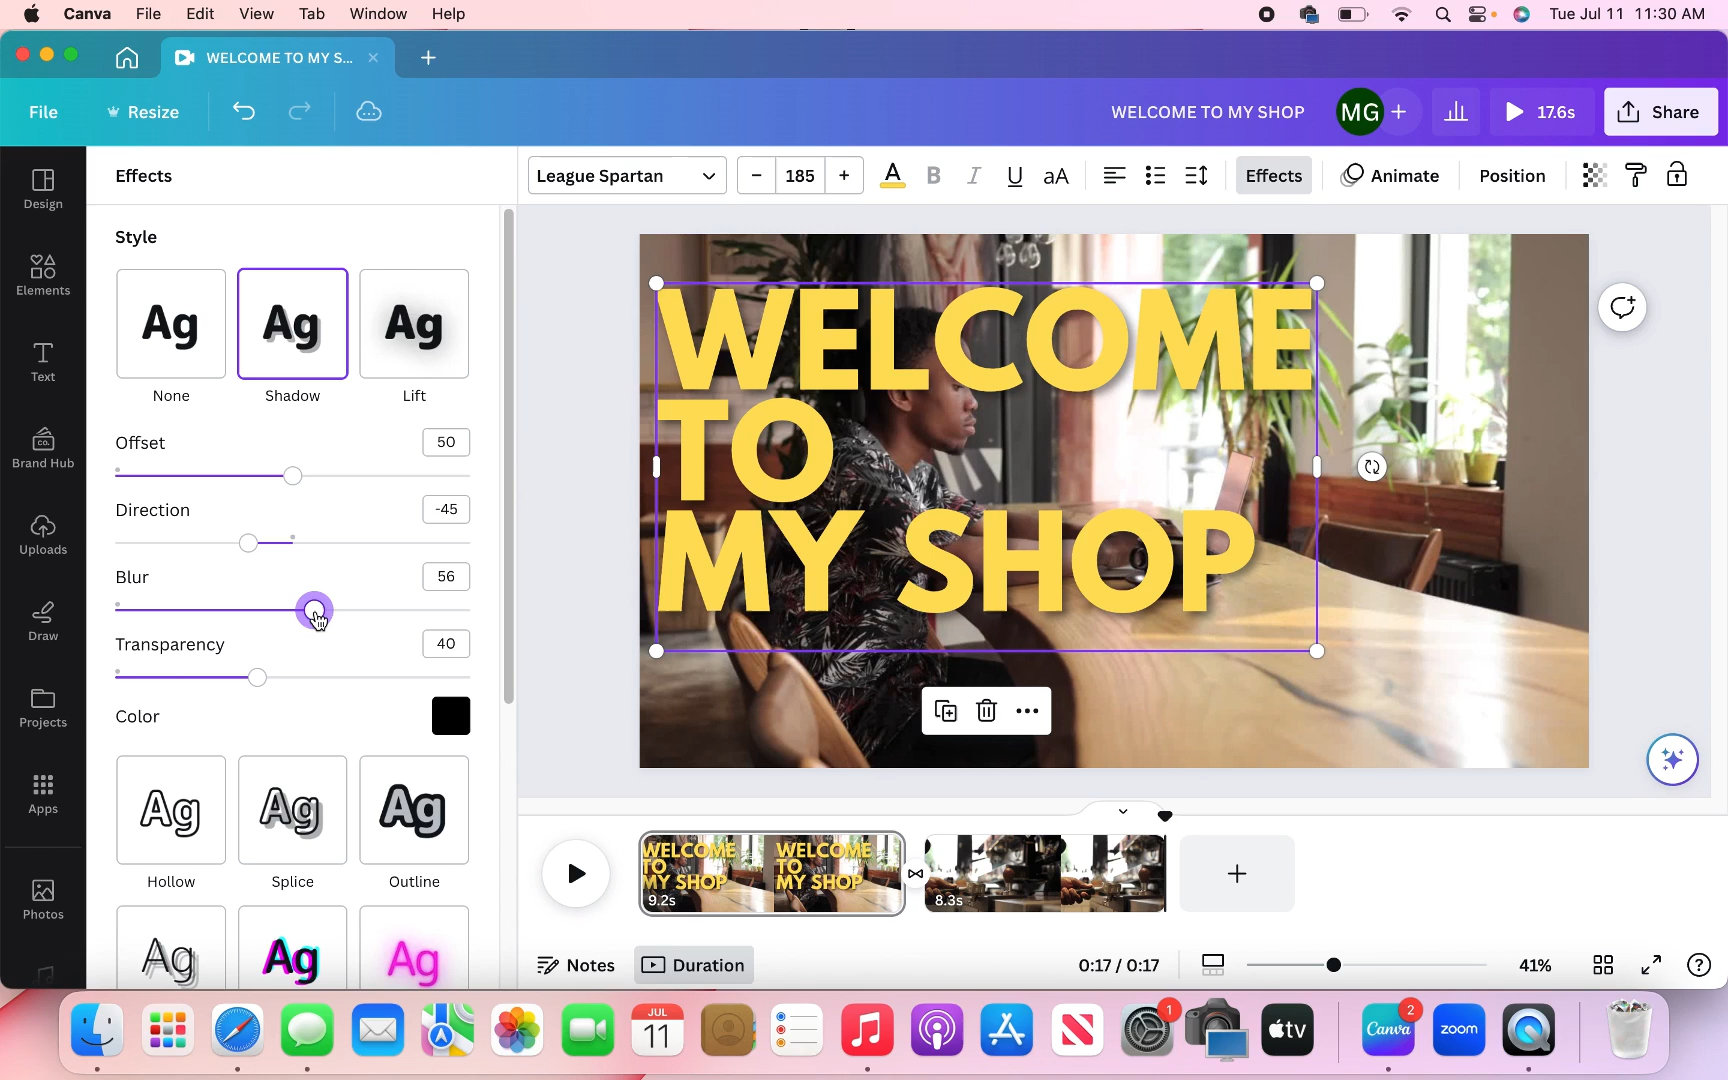 Canva File Edit View Tab Window Help Tue Jul 11 11:30 AM
WELCOME TO MY S...
File Resize WELCOME TO MY SHOP MG 17.6s Share
Effects League Spartan 185 A B I U aA Effects Animate Position
Design
Elements
Text
Brand Hub
Uploads
Draw
Projects
Apps
Photos
Style
Ag Ag Ag
None Shadow Lift
Offset 50
Direction -45
Blur 56
Transparency 40
Color
Ag Ag Ag
Hollow Splice Outline
Ag Ag Ag
WELCOME
TO
MY SHOP
WELCOME WELCOME
TO TO
MY SHOP MY SHOP
9.2s 8.3s
Notes Duration 0:17 / 0:17 41%
JUL
11
tv
1
Canva
2
zoom